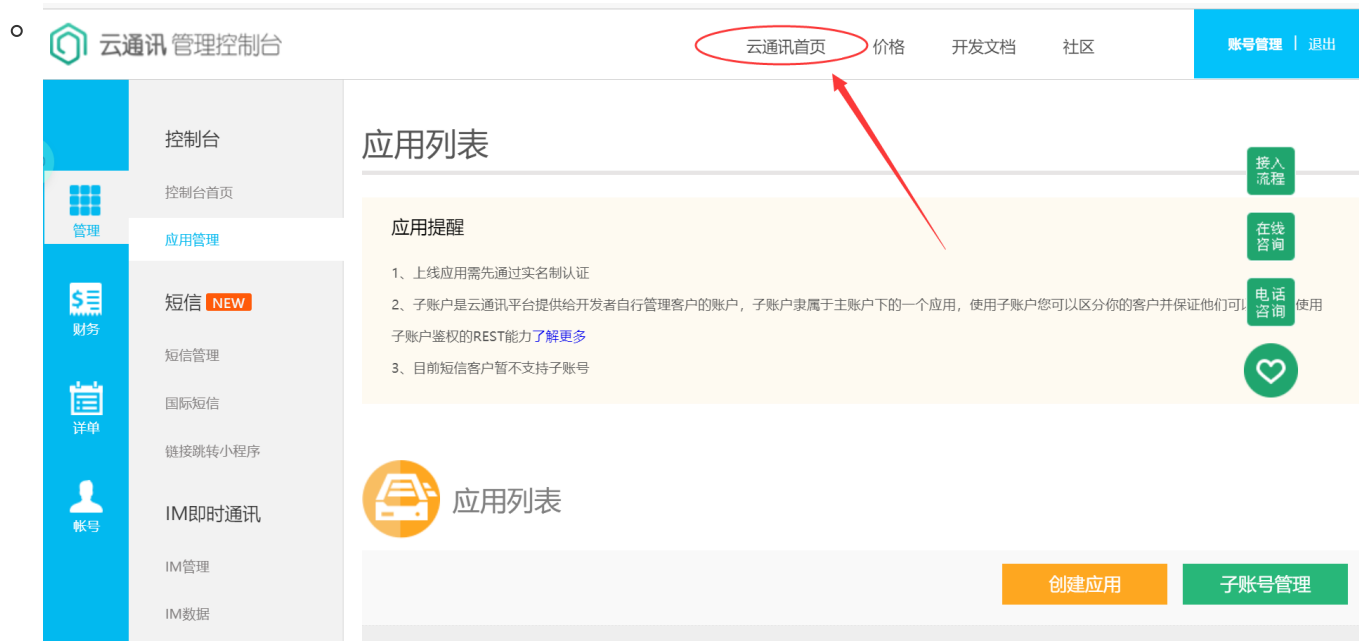 云通讯 管理控制台
云通讯首页 价格 开发文档 社区
账号管理 | 退出
管理
财务
详单
帐号
控制台
控制台首页
应用管理
短信 NEW
短信管理
国际短信
链接跳转小程序
IM即时通讯
IM管理
IM数据
应用列表
应用提醒
1、上线应用需先通过实名制认证
2、子账户是云通讯平台提供给开发者自行管理客户的账户，子账户隶属于主账户下的一个应用，使用子账户您可以区分你的客户并保证他们可以 使用
子账户鉴权的REST能力了解更多
3、目前短信客户暂不支持子账号
接入
流程
在线
咨询
电话
咨询
应用列表
创建应用 子账号管理